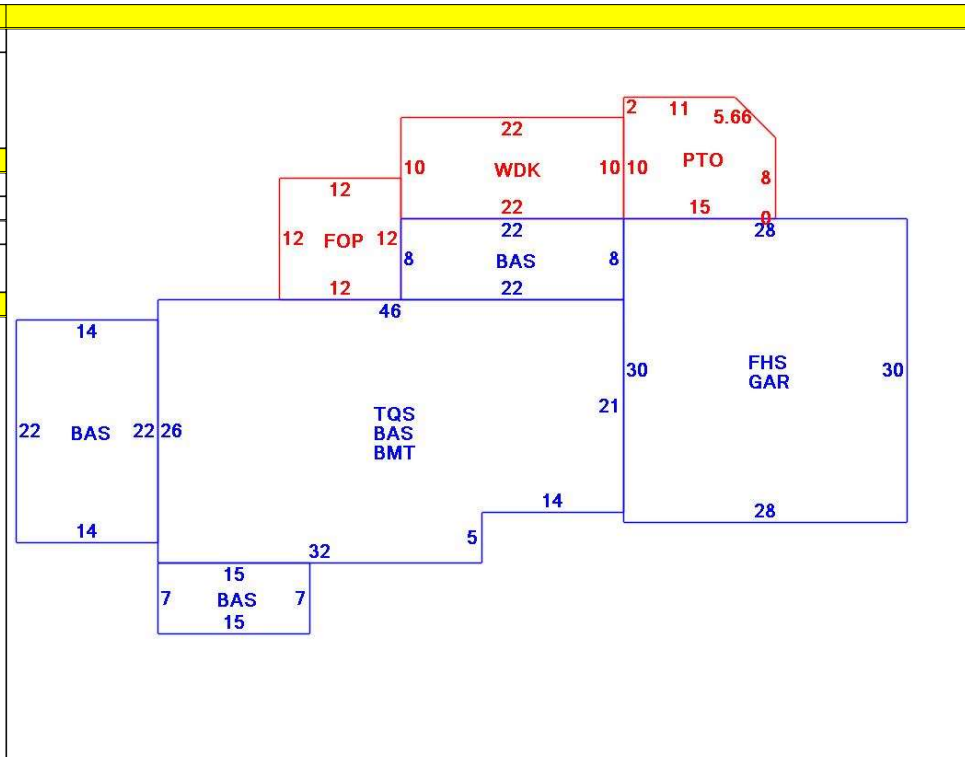 2 11 5.66
22
10 WDK 10 10 PTO
8
12
22 15 0
22 28
12 FOP 12
8 BAS 8
12 22
46
14
30 FHS 30
GAR
21
TQS
22 BAS 22 26 BAS
BMT
14
28
14
5
32
15
7 BAS 7
15